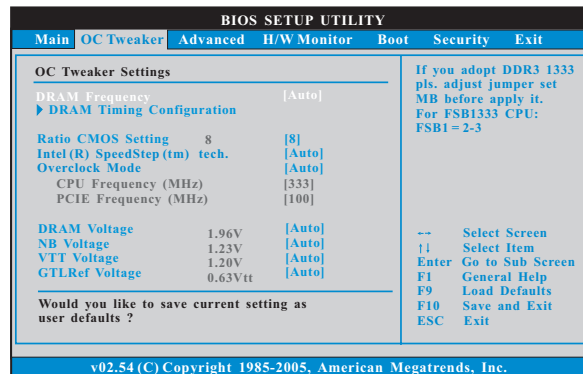 BIOS SETUP UTILITY
Main OC Tweaker Advanced H/W Monitor Boot Security Exit
OC Tweaker Settings
DRAM Frequency [Auto]
DRAM Timing Configuration
Ratio CMOS Setting 8 [8]
Intel (R) SpeedStep (tm) tech. [Auto]
Overclock Mode [Auto]
CPU Frequency (MHz) [333]
PCIE Frequency (MHz) [100]
DRAM Voltage 1.96V [Auto]
NB Voltage 1.23V [Auto]
VTT Voltage 1.20V [Auto]
GTLRef Voltage 0.63Vtt [Auto]
Would you like to save current setting as
user defaults ?
If you adopt DDR3 1333
pls. adjust jumper set
MB before apply it.
For FSB1333 CPU:
FSB1 = 2-3
←→ Select Screen
↑↓ Select Item
Enter Go to Sub Screen
F1 General Help
F9 Load Defaults
F10 Save and Exit
ESC Exit
v02.54 (C) Copyright 1985-2005, American Megatrends, Inc.